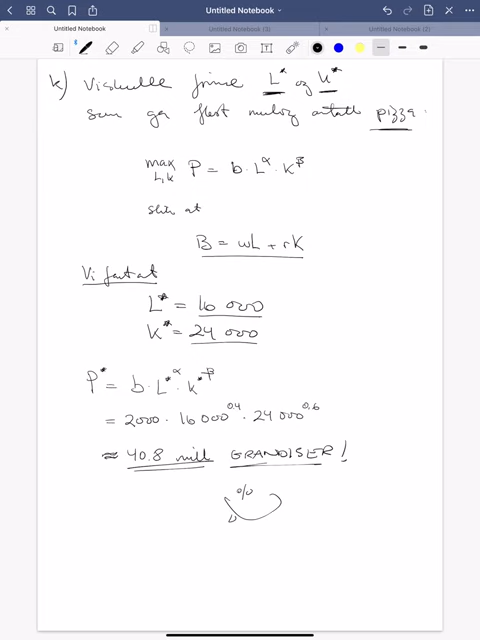 Untitled Notebook
Untitled Notebook
Untitled Notebook (3)
Untitled Notebook (2)
k) Vi skulle finne L* og K*
som ga flest mulig antall pizza.
max P = b · L^α · K^β
L,K
slik at
B = wL + rK
Vi fant at
L* = 16 000
K* = 24 000
P* = b · L*^α · K*^β
= 2000 · 16 000^0.4 · 24 000^0.6
≈ 40.8 mill GRANDISER!